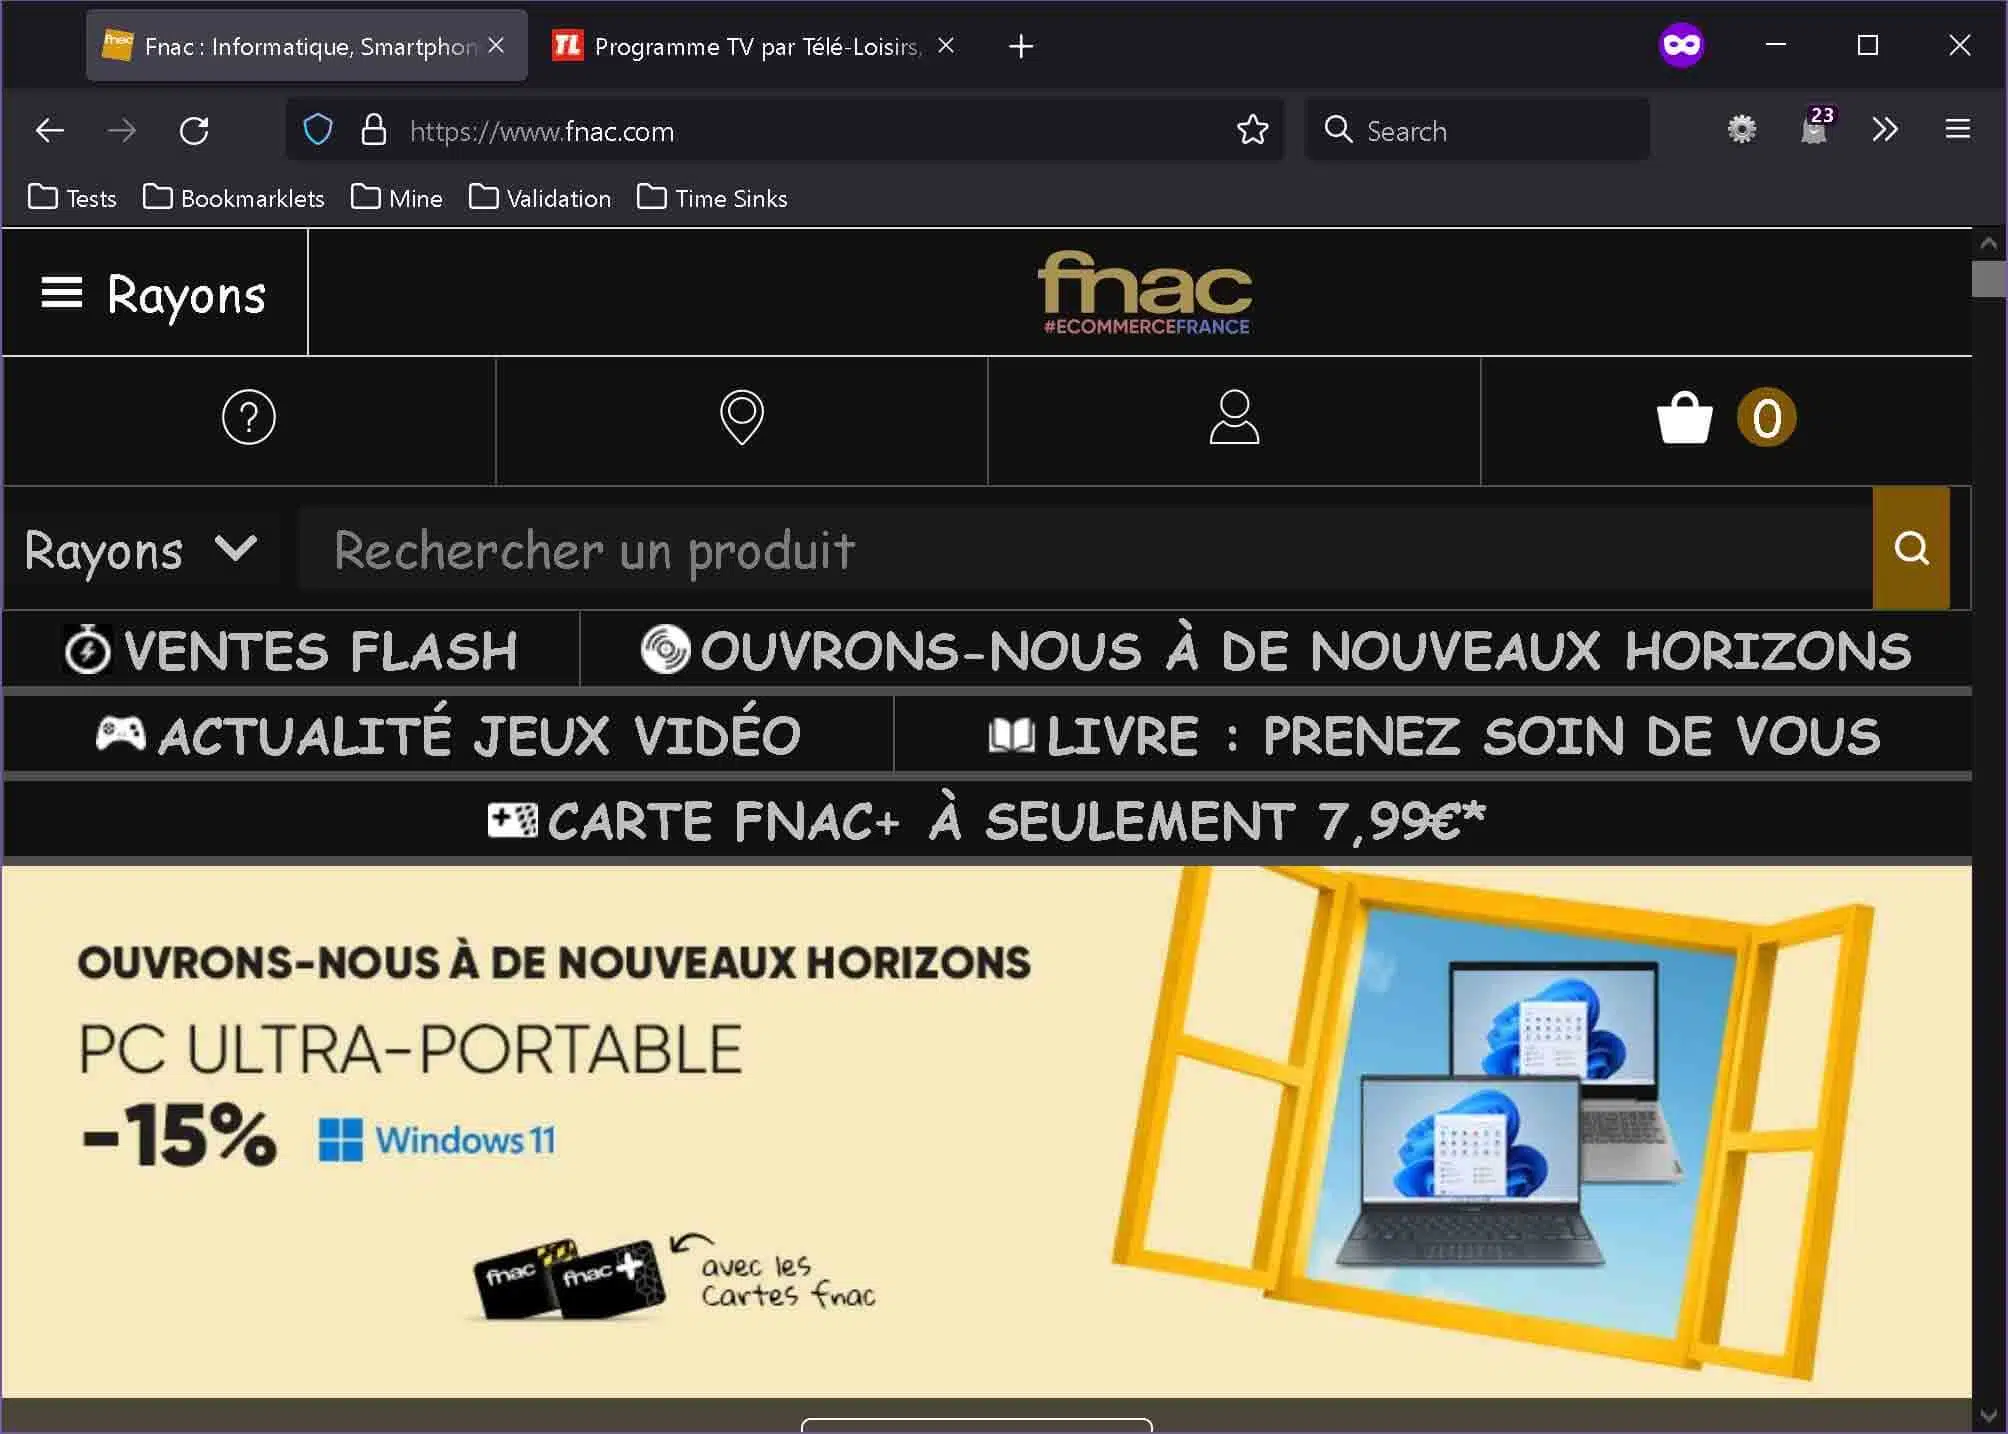 Fnac : Informatique, Smartphon
Programme TV par Télé-Loisirs,
https://www.fnac.com
Search
23
Tests
Bookmarklets
Mine
Validation
Time Sinks
Rayons
fnac
#ECOMMERCEFRANCE
0
Rayons
Rechercher un produit
VENTES FLASH
OUVRONS-NOUS À DE NOUVEAUX HORIZONS
ACTUALITÉ JEUX VIDÉO
LIVRE : PRENEZ SOIN DE VOUS
CARTE FNAC+ À SEULEMENT 7,99€*
OUVRONS-NOUS À DE NOUVEAUX HORIZONS
PC ULTRA-PORTABLE
-15%
Windows 11
fnac
fnac+
avec les
Cartes fnac